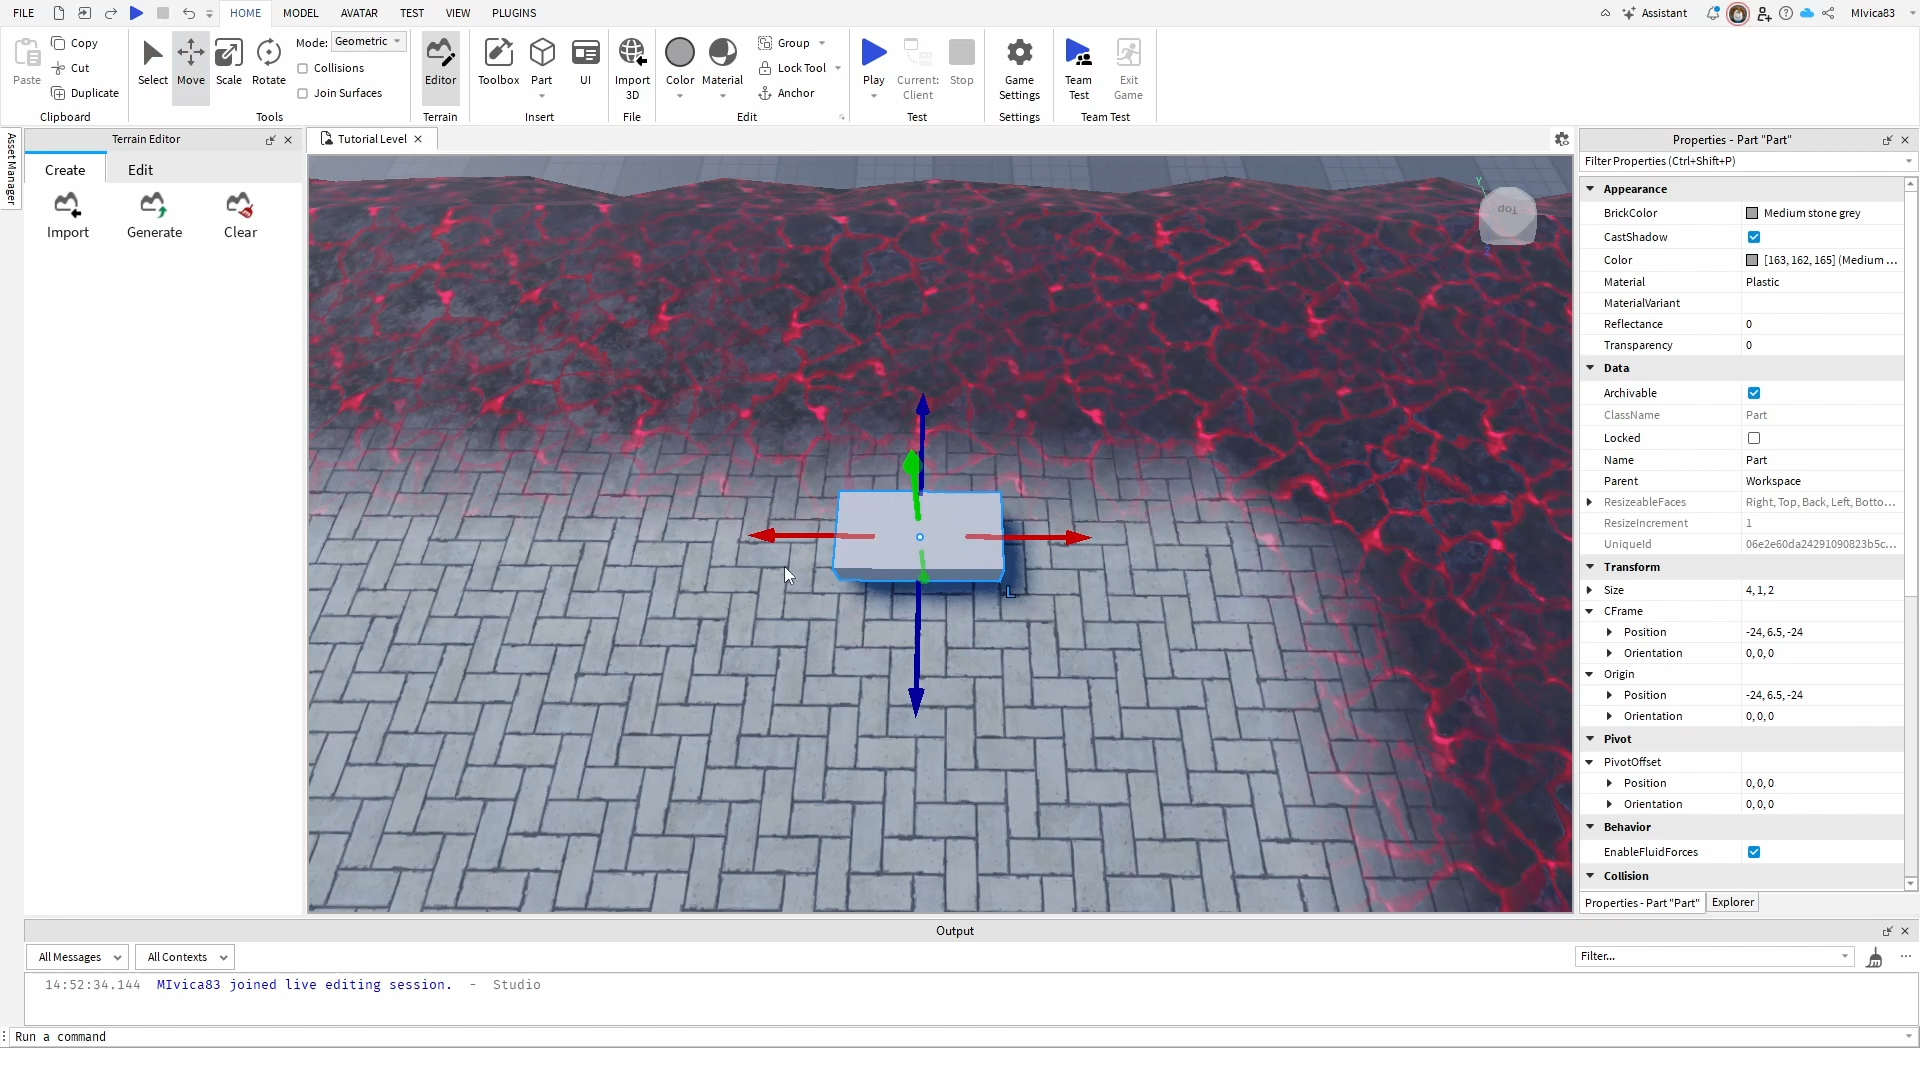 FILE HOME MODEL AVATAR TEST VIEW PLUGINS Assistant MIvica83
Paste Copy Cut Duplicate
Clipboard
Select Move Scale Rotate
Mode: Geometric
Collisions
Join Surfaces
Tools
Editor
Terrain
Toolbox Part UI
Insert
Import 3D
File
Color Material
Group
Lock Tool
Anchor
Edit
Play Current: Client Stop
Test
Game Settings
Settings
Team Test Exit Game
Team Test
Asset Manager
Terrain Editor
Create Edit
Import Generate Clear
Tutorial Level
Top
Y
Z
L
Properties - Part "Part"
Filter Properties (Ctrl+Shift+P)
Appearance
BrickColor Medium stone grey
CastShadow
Color [163, 162, 165] (Medium ...
Material Plastic
MaterialVariant
Reflectance 0
Transparency 0
Data
Archivable
ClassName Part
Locked
Name Part
Parent Workspace
ResizeableFaces Right, Top, Back, Left, Botto...
ResizeIncrement 1
UniqueId 06e2e60da24291090823b5c...
Transform
Size 4, 1, 2
CFrame
Position -24, 6.5, -24
Orientation 0, 0, 0
Origin
Position -24, 6.5, -24
Orientation 0, 0, 0
Pivot
PivotOffset
Position 0, 0, 0
Orientation 0, 0, 0
Behavior
EnableFluidForces
Collision
Properties - Part "Part" Explorer
Output
All Messages All Contexts Filter...
14:52:34.144 MIvica83 joined live editing session. - Studio
Run a command